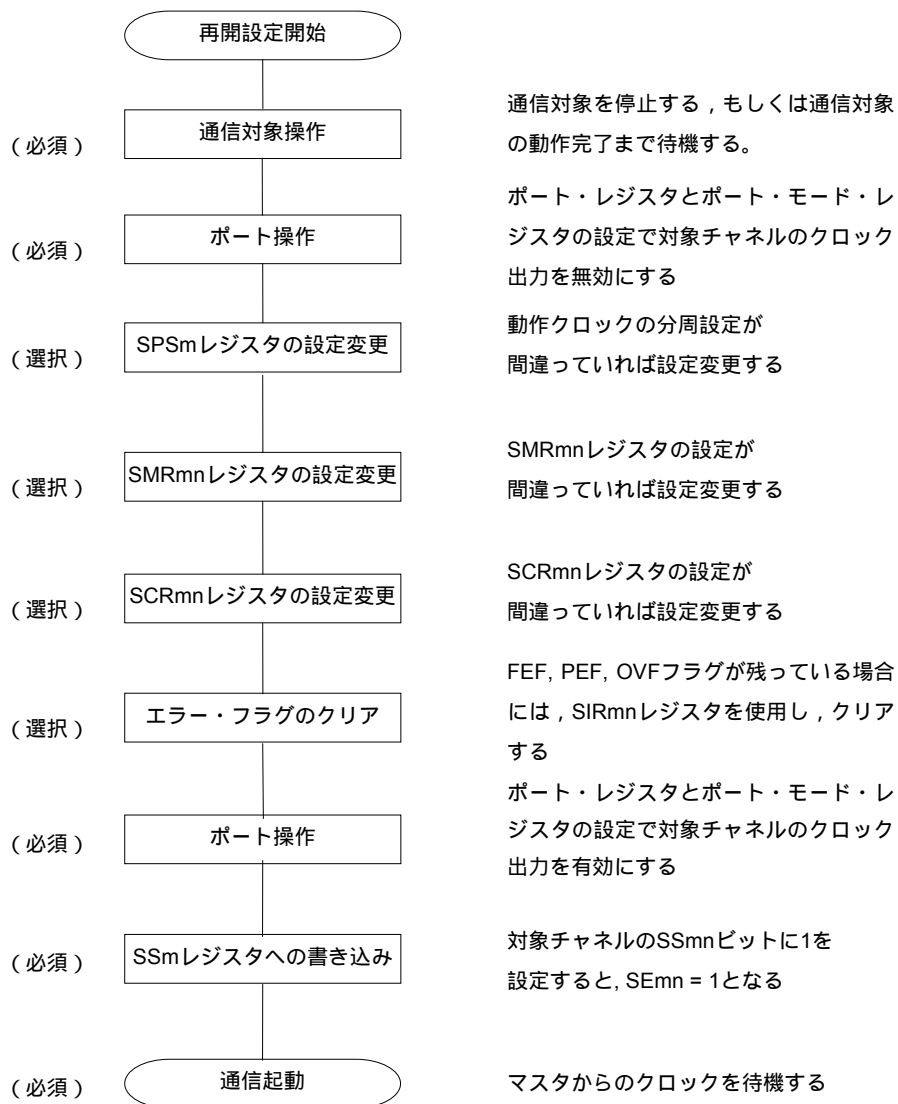 再開設定開始
(必須)
通信対象操作
通信対象を停止する，もしくは通信対象
の動作完了まで待機する。
(必須)
ポート操作
ポート・レジスタとポート・モード・レ
ジスタの設定で対象チャネルのクロック
出力を無効にする
(選択)
SPSmレジスタの設定変更
動作クロックの分周設定が
間違っていれば設定変更する
(選択)
SMRmnレジスタの設定変更
SMRmnレジスタの設定が
間違っていれば設定変更する
(選択)
SCRmnレジスタの設定変更
SCRmnレジスタの設定が
間違っていれば設定変更する
(選択)
エラー・フラグのクリア
FEF, PEF, OVFフラグが残っている場合
には，SIRmnレジスタを使用し，クリア
する
(必須)
ポート操作
ポート・レジスタとポート・モード・レ
ジスタの設定で対象チャネルのクロック
出力を有効にする
(必須)
SSmレジスタへの書き込み
対象チャネルのSSmnビットに1を
設定すると, SEmn = 1となる
(必須)
通信起動
マスタからのクロックを待機する